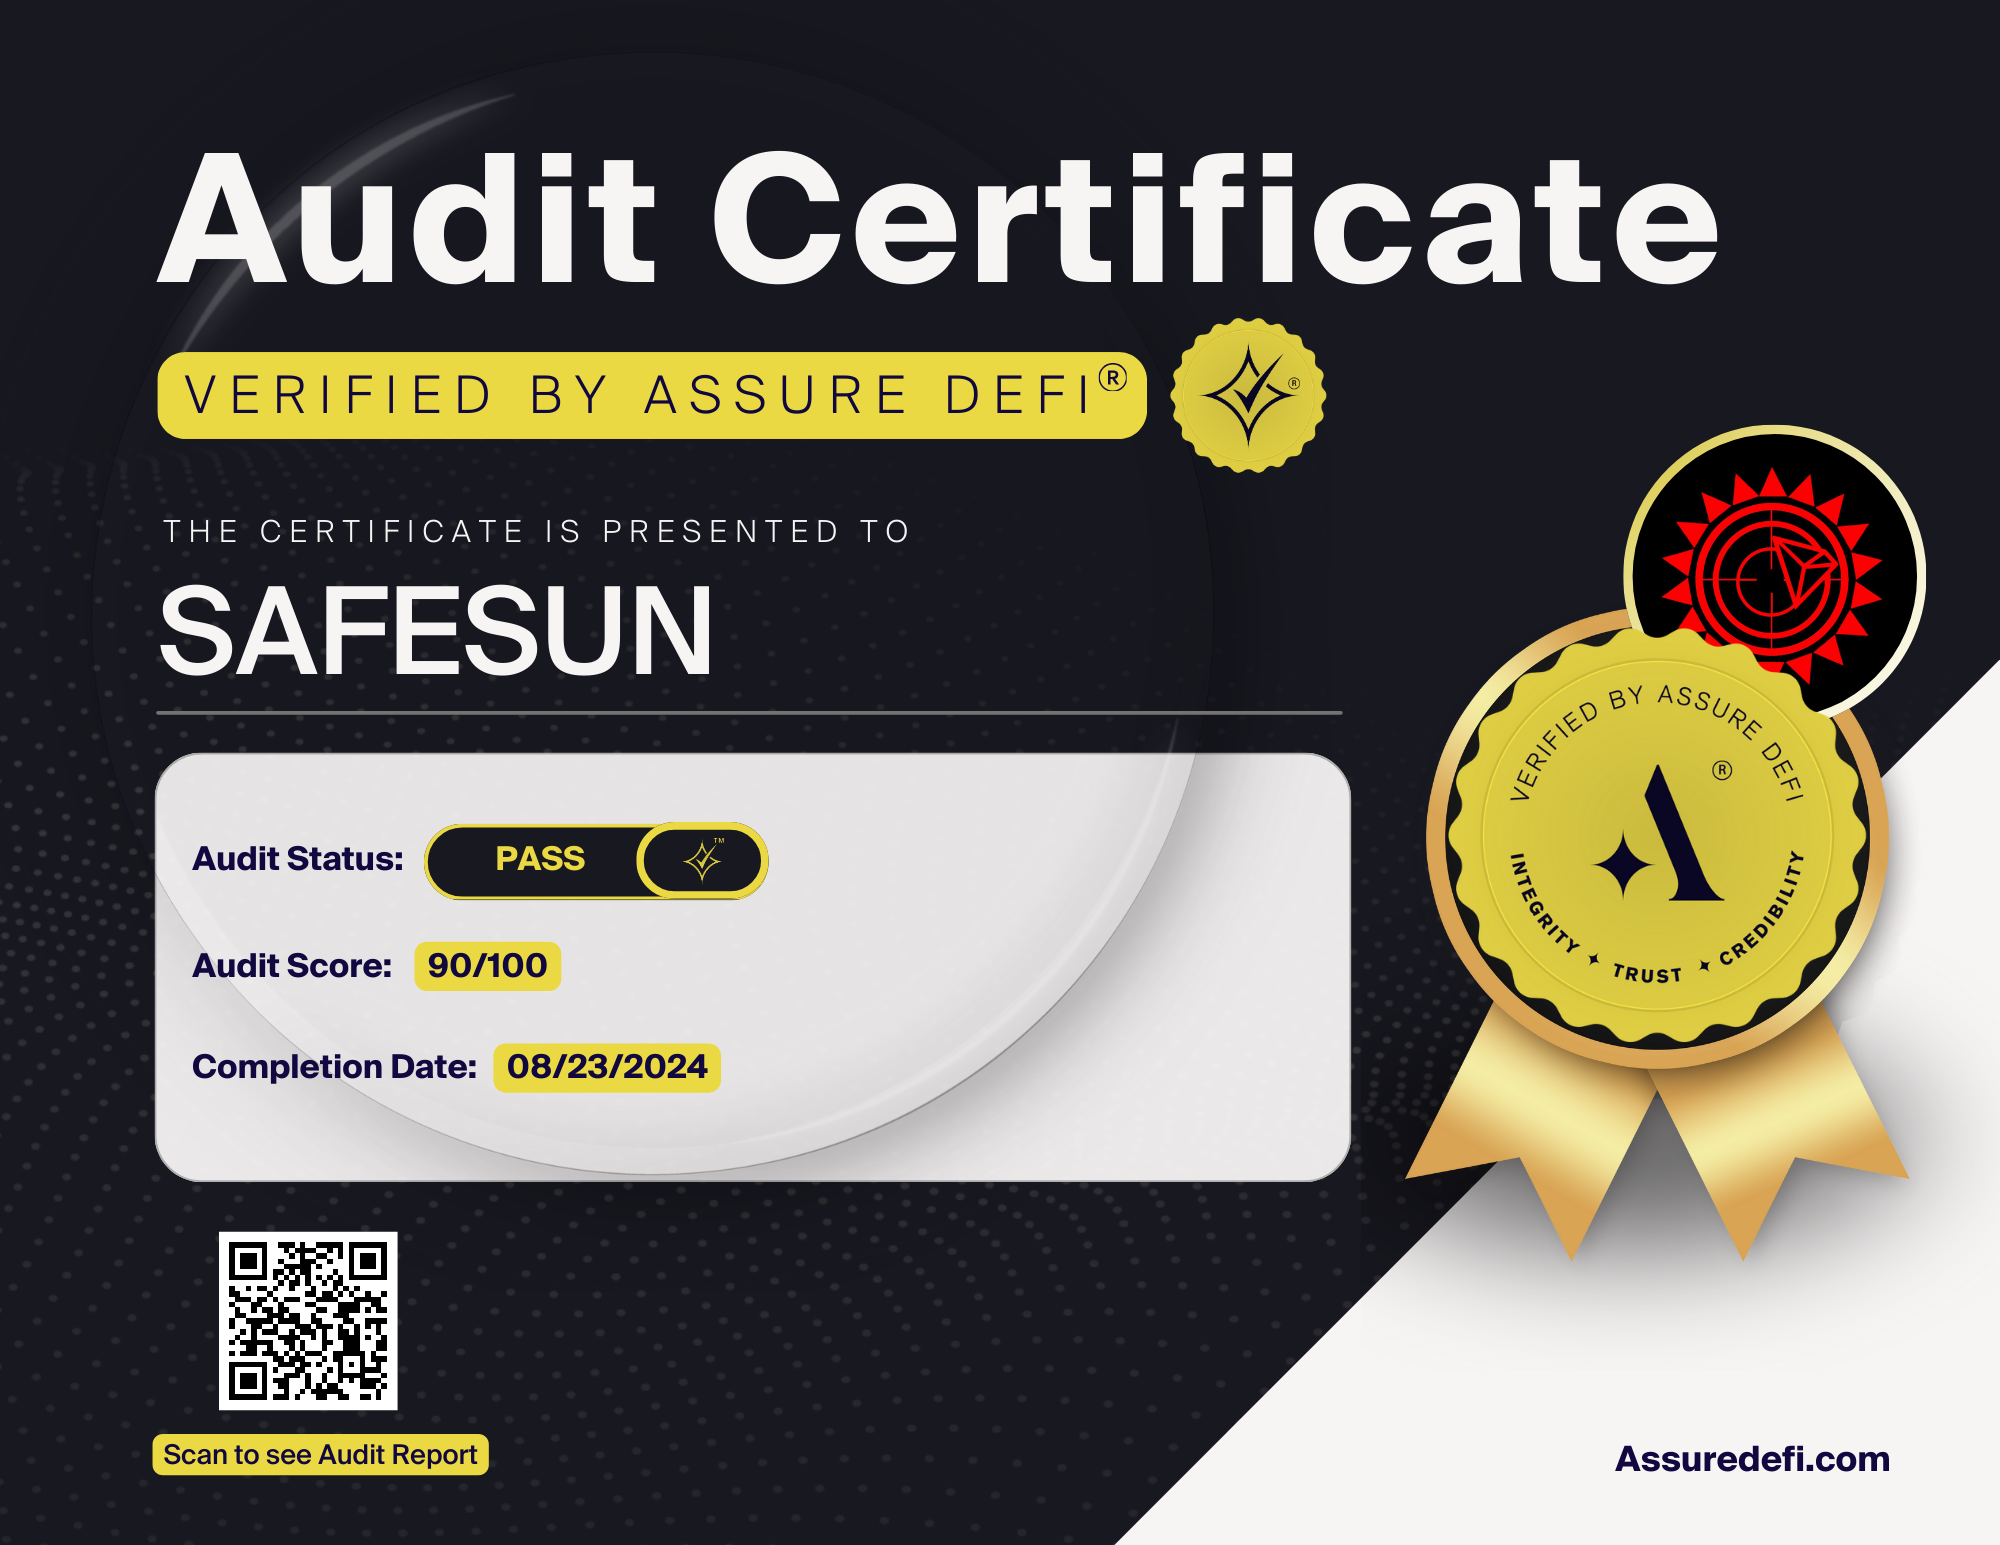 Audit Certificate
VERIFIED BY ASSURE DEFI®
®
THE CERTIFICATE IS PRESENTED TO
SAFESUN
Audit Status: PASS ™
Audit Score: 90/100
Completion Date: 08/23/2024
VERIFIED BY ASSURE DEFI
®
INTEGRITY ✦ TRUST ✦ CREDIBILITY
Scan to see Audit Report
Assuredefi.com